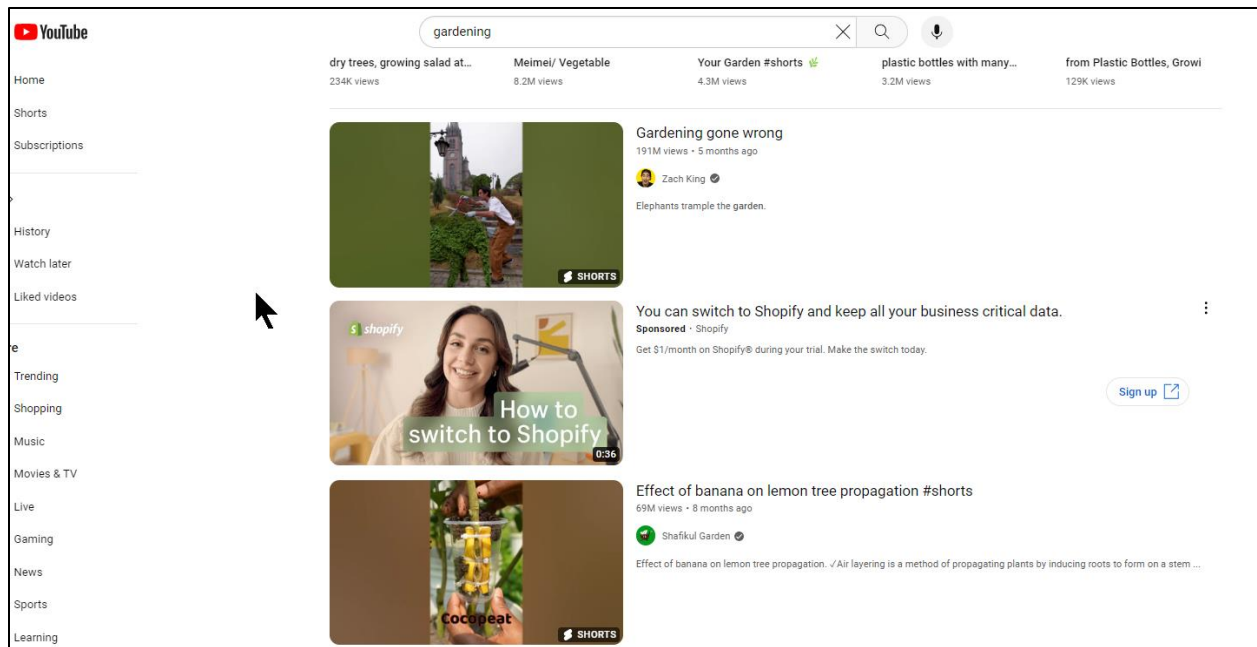 YouTube
gardening
dry trees, growing salad at...
Meimei/ Vegetable
Your Garden #shorts
plastic bottles with many...
from Plastic Bottles, Growi
234K views
8.2M views
4.3M views
3.2M views
129K views
Home
Shorts
Subscriptions
History
Watch later
Liked videos
re
Trending
Shopping
Music
Movies & TV
Live
Gaming
News
Sports
Learning
SHORTS
Gardening gone wrong
191M views • 5 months ago
Zach King
Elephants trample the garden.
shopify
How to
switch to Shopify
0:36
You can switch to Shopify and keep all your business critical data.
Sponsored · Shopify
Get $1/month on Shopify® during your trial. Make the switch today.
Sign up
Cocopeat
SHORTS
Effect of banana on lemon tree propagation #shorts
69M views • 8 months ago
Shafikul Garden
Effect of banana on lemon tree propagation. ✓Air layering is a method of propagating plants by inducing roots to form on a stem ...